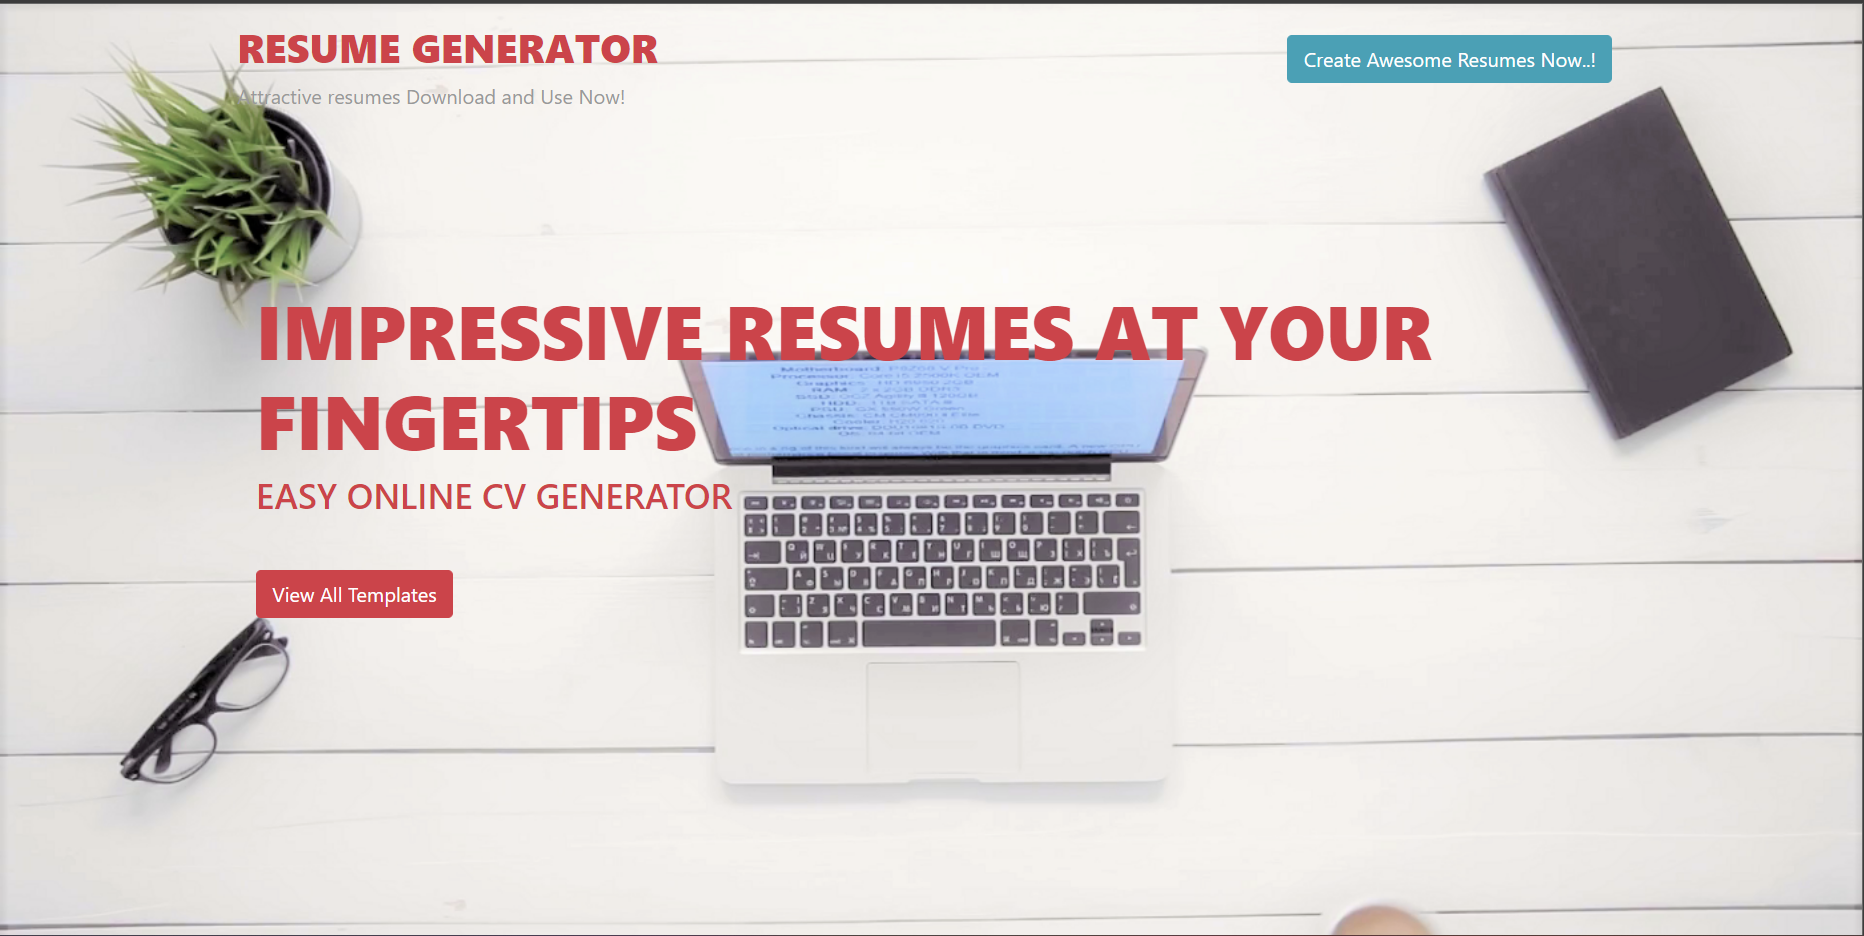 RESUME GENERATOR
Attractive resumes Download and Use Now!
Create Awesome Resumes Now..!
IMPRESSIVE RESUMES AT YOUR
FINGERTIPS
EASY ONLINE CV GENERATOR
View All Templates